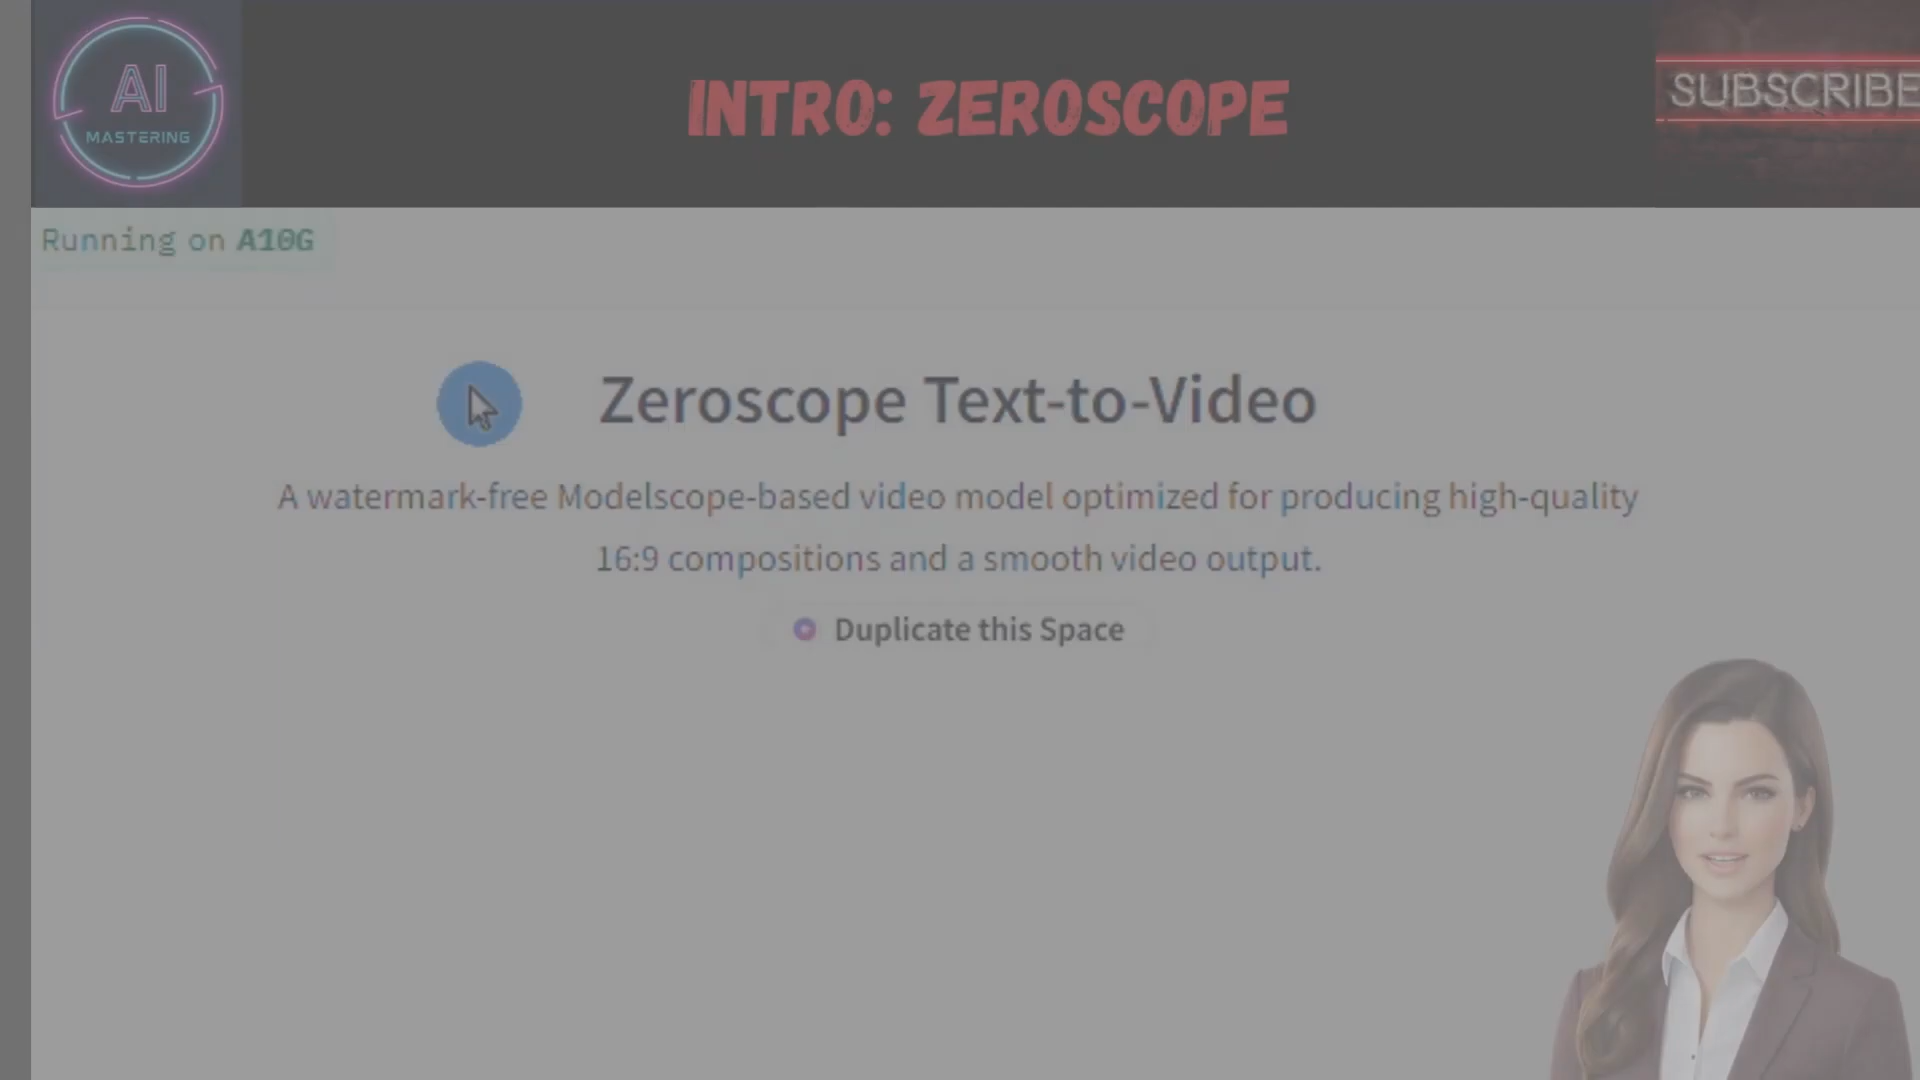 AI
MASTERING
INTRO: ZEROSCOPE
SUBSCRIBE
Running on A10G
Zeroscope Text-to-Video
A watermark-free Modelscope-based video model optimized for producing high-quality
16:9 compositions and a smooth video output.
Duplicate this Space